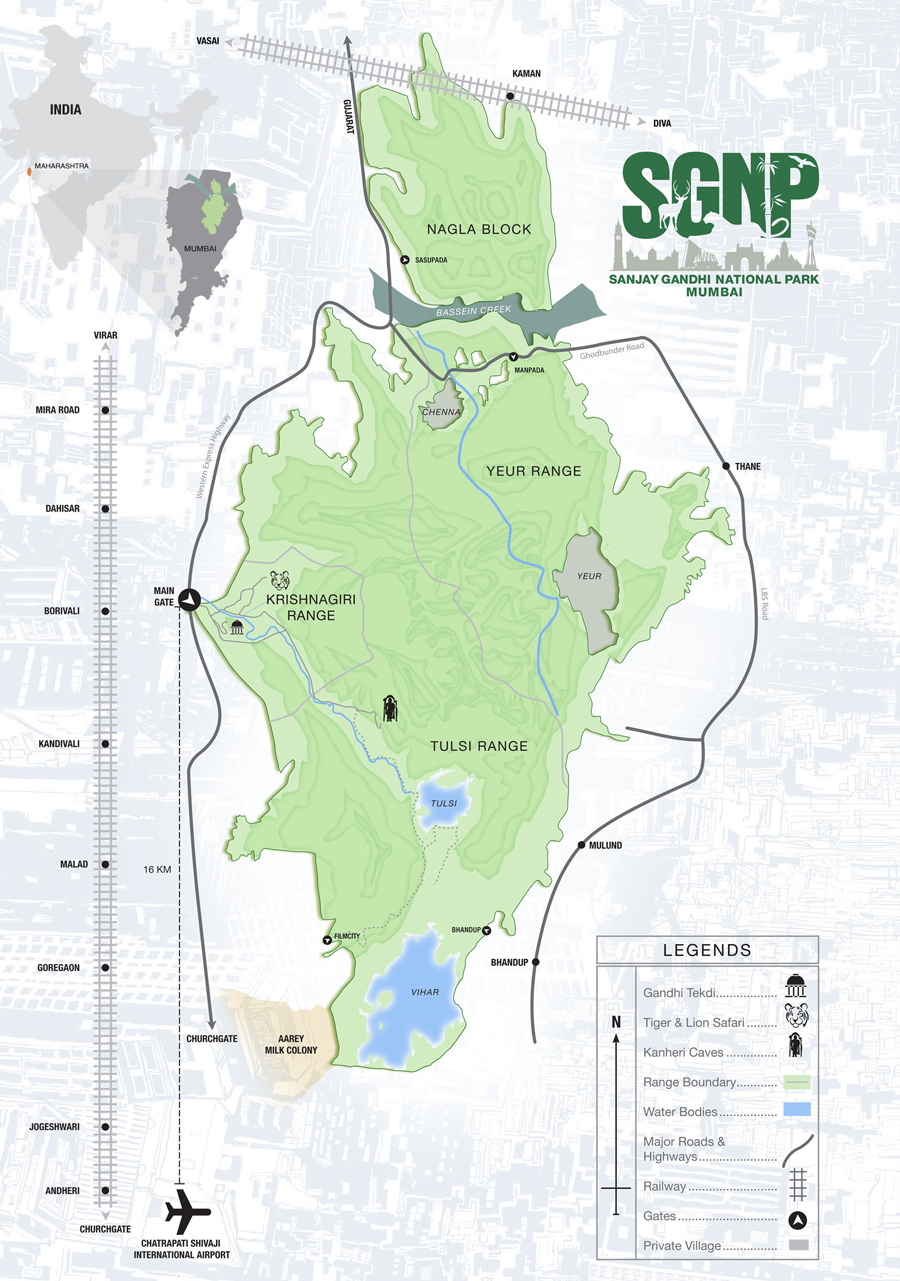 VASAI
KAMAN
DIVA
GUJARAT
INDIA
MAHARASHTRA
MUMBAI
SGNP
SANJAY GANDHI NATIONAL PARK
MUMBAI
NAGLA BLOCK
SASUPADA
BASSEIN CREEK
VIRAR
MIRA ROAD
DAHISAR
BORIVALI
KANDIVALI
MALAD
GOREGAON
JOGESHWARI
ANDHERI
CHURCHGATE
Western Express Highway
Ghodbunder Road
MANPADA
CHENNA
YEUR RANGE
THANE
YEUR
LBS Road
MAIN
GATE
KRISHNAGIRI
RANGE
TULSI RANGE
TULSI
MULUND
16 KM
FILMCITY
BHANDUP
BHANDUP
VIHAR
CHURCHGATE
AAREY
MILK COLONY
CHATRAPATI SHIVAJI
INTERNATIONAL AIRPORT
LEGENDS
N
Gandhi Tekdi
Tiger & Lion Safari
Kanheri Caves
Range Boundary
Water Bodies
Major Roads &
Highways
Railway
Gates
Private Village